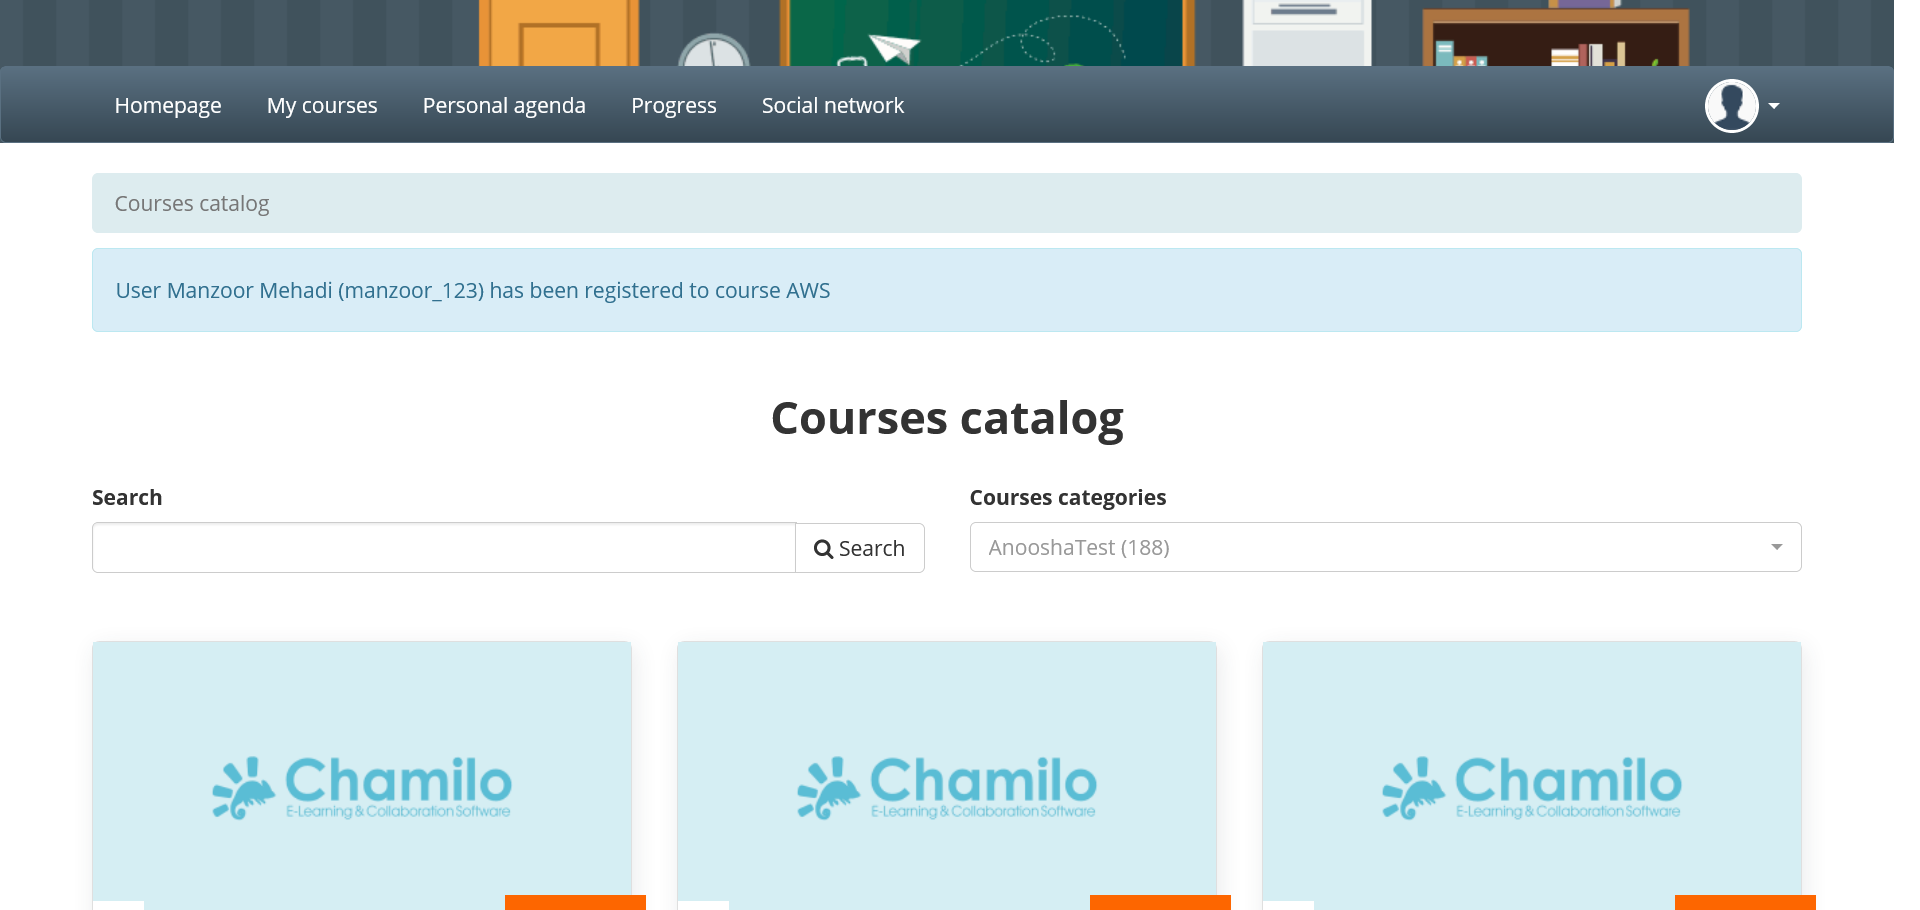 Homepage My courses Personal agenda Progress Social network
Courses catalog
User Manzoor Mehadi (manzoor_123) has been registered to course AWS
Courses catalog
Search Courses categories
Search AnooshaTest (188)
Chamilo Chamilo Chamilo
E-Learning & Collaboration Software E-Learning & Collaboration Software E-Learning & Collaboration Software